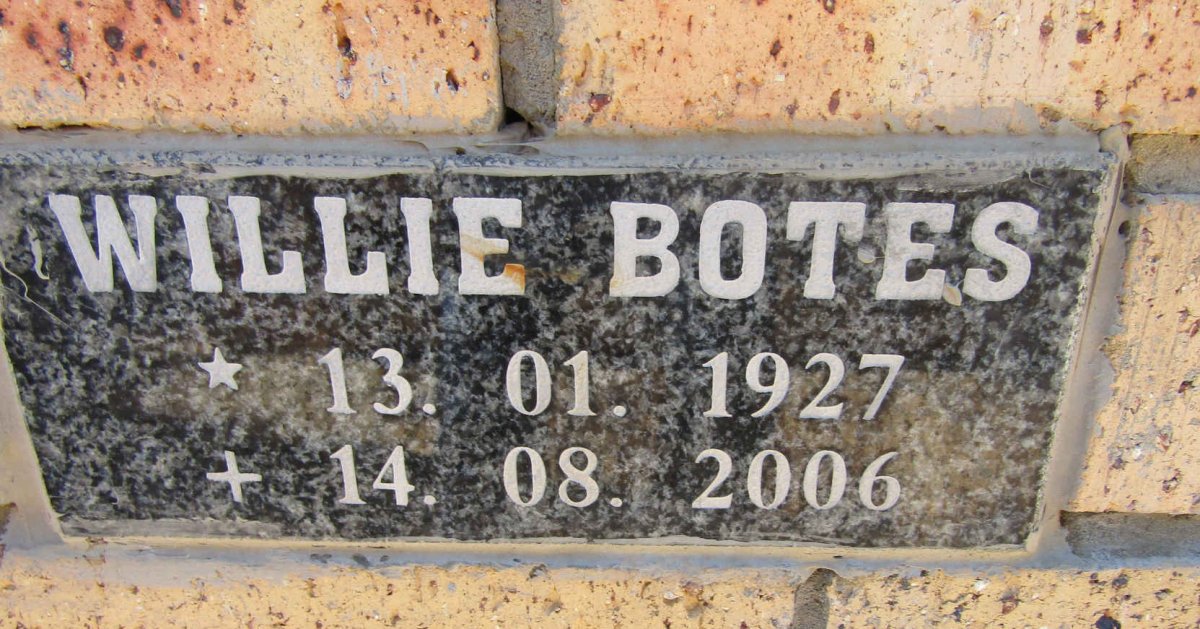 WILLIE BOTES
★ 13. 01. 1927
+ 14. 08. 2006